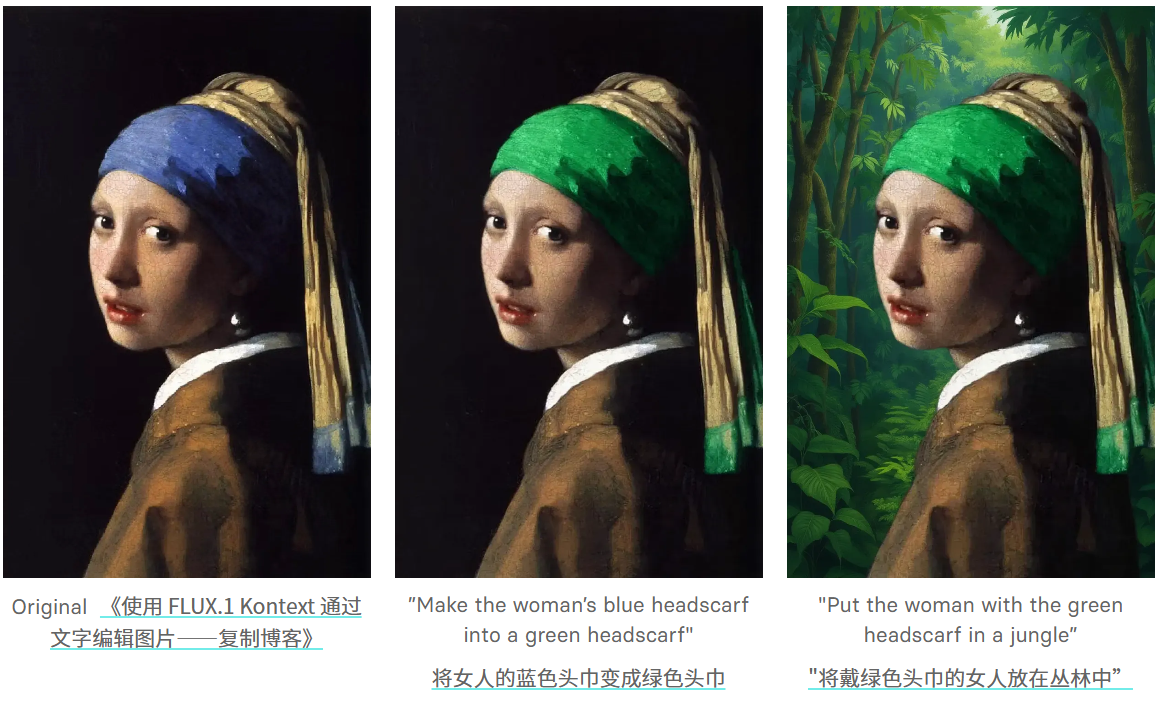 Original 《使用 FLUX.1 Kontext 通过
文字编辑图片——复制博客》
”Make the woman’s blue headscarf
into a green headscarf"
将女人的蓝色头巾变成绿色头巾
"Put the woman with the green
headscarf in a jungle”
"将戴绿色头巾的女人放在丛林中”